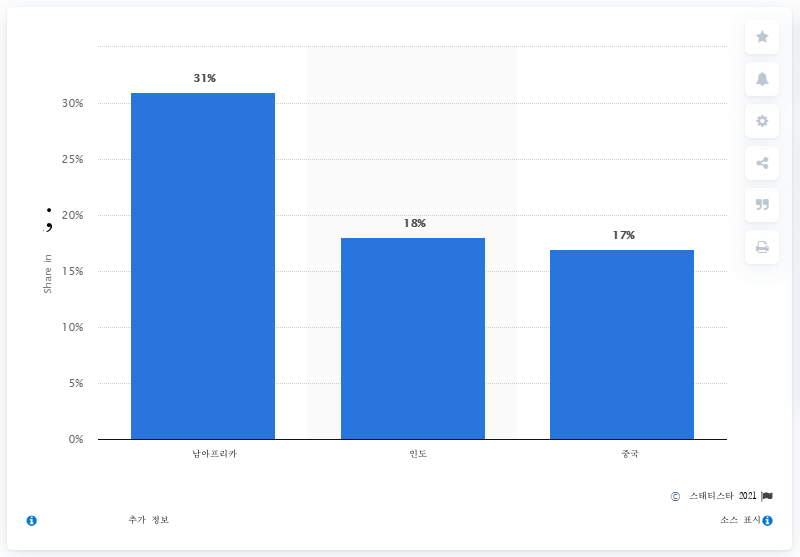 31%
30%
25%
20%
18%
17%
15%
10%
5%
0%
Share in ;
남아프리카
인도
중국
© 스태티스타 2021
추가 정보
소스 표시